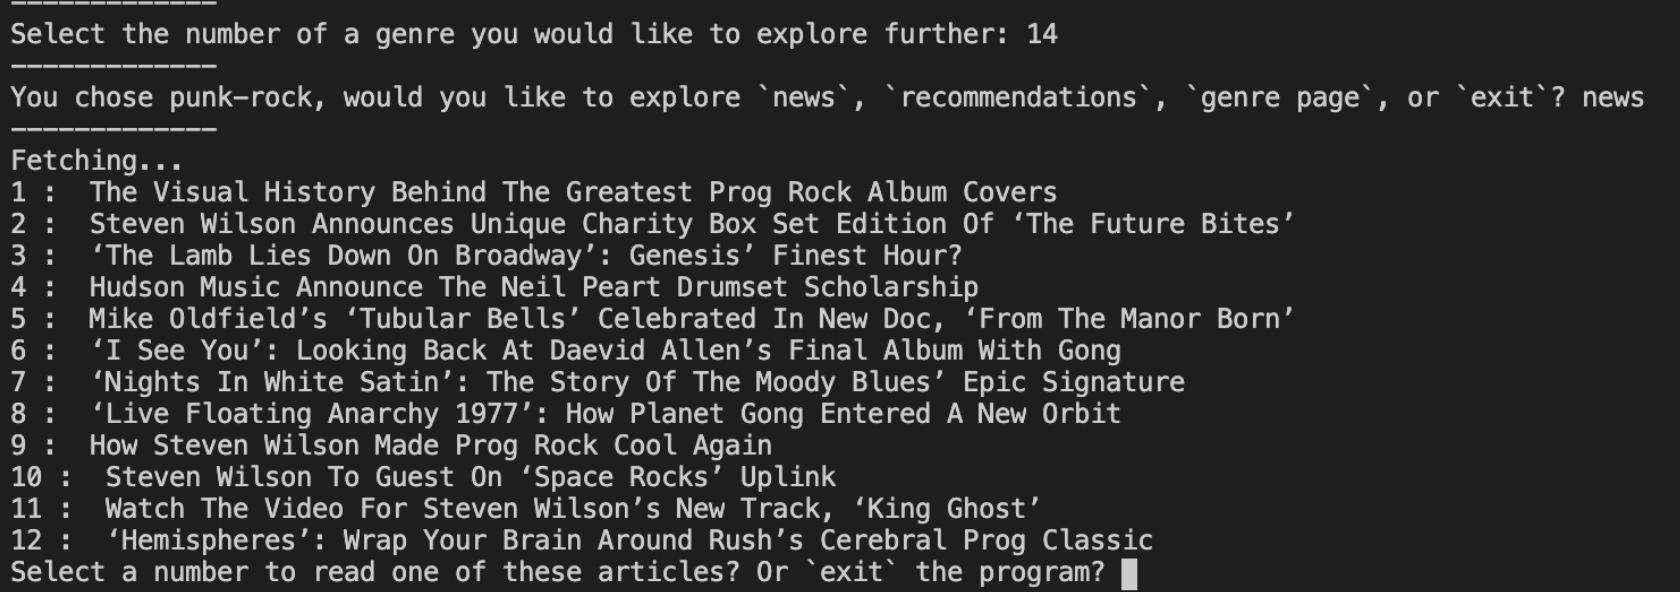 -------------
Select the number of a genre you would like to explore further: 14
-------------
You chose punk-rock, would you like to explore `news`, `recommendations`, `genre page`, or `exit`? news
-------------
Fetching...
1 :  The Visual History Behind The Greatest Prog Rock Album Covers
2 :  Steven Wilson Announces Unique Charity Box Set Edition Of ‘The Future Bites’
3 :  ‘The Lamb Lies Down On Broadway’: Genesis’ Finest Hour?
4 :  Hudson Music Announce The Neil Peart Drumset Scholarship
5 :  Mike Oldfield’s ‘Tubular Bells’ Celebrated In New Doc, ‘From The Manor Born’
6 :  ‘I See You’: Looking Back At Daevid Allen’s Final Album With Gong
7 :  ‘Nights In White Satin’: The Story Of The Moody Blues’ Epic Signature
8 :  ‘Live Floating Anarchy 1977’: How Planet Gong Entered A New Orbit
9 :  How Steven Wilson Made Prog Rock Cool Again
10 :  Steven Wilson To Guest On ‘Space Rocks’ Uplink
11 :  Watch The Video For Steven Wilson’s New Track, ‘King Ghost’
12 :  ‘Hemispheres’: Wrap Your Brain Around Rush’s Cerebral Prog Classic
Select a number to read one of these articles? Or `exit` the program?